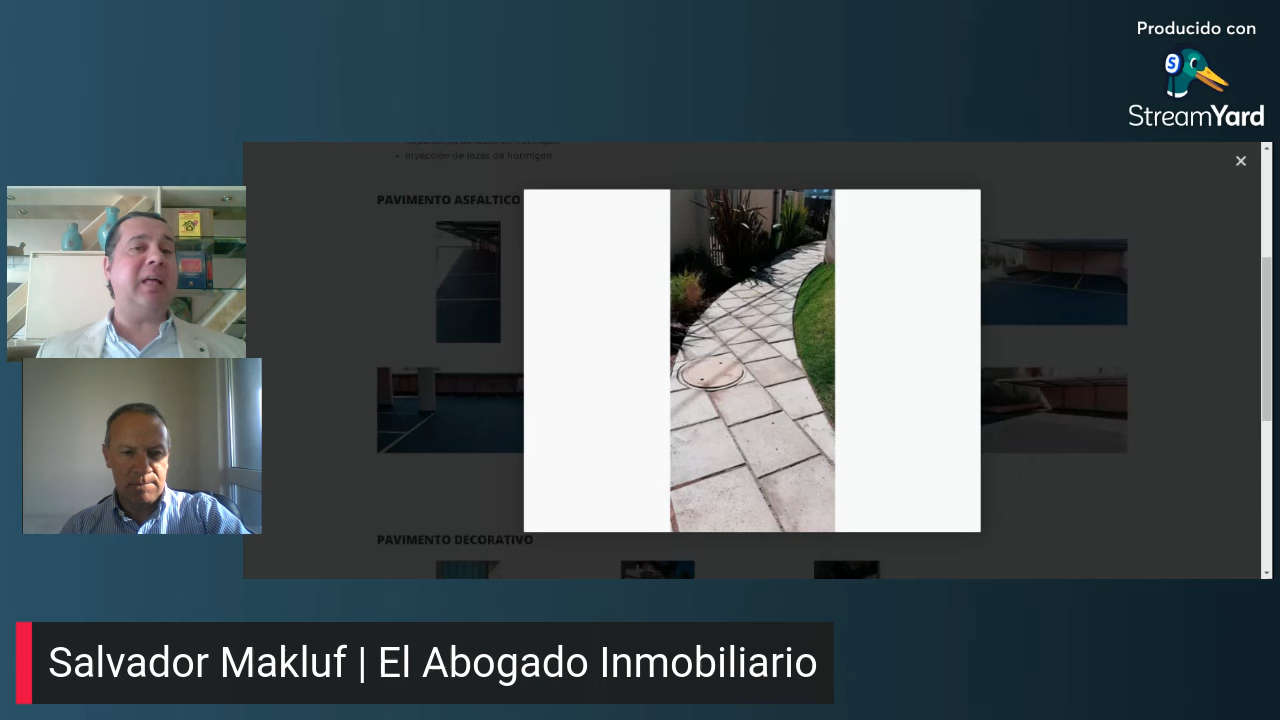 Producido con
StreamYard
Inyección de lozas de hormigón
PAVIMENTO ASFALTICO
PAVIMENTO DECORATIVO
Salvador Makluf | El Abogado Inmobiliario